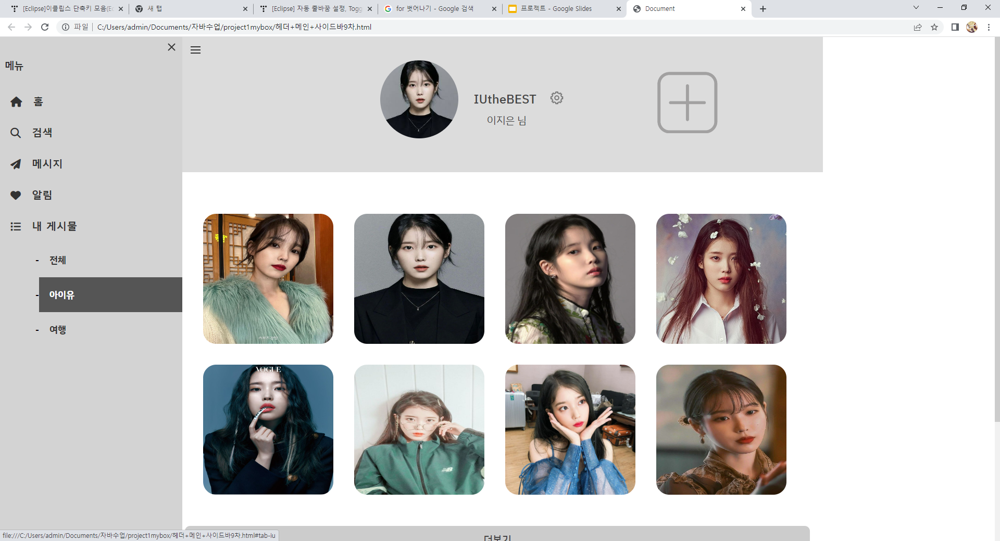 [Eclipse]이클립스 단축키 모음(Ec
새 탭
[Eclipse] 자동 줄바꿈 설정, Togg
for 벗어나기 - Google 검색
프로젝트 - Google Slides
Document
파일
C:/Users/admin/Documents/자바수업/project1mybox/헤더+메인+사이드바9차.html
메뉴
홈
검색
메시지
알림
내 게시물
- 전체
- 아이유
- 여행
IUtheBEST
이지은 님
VOGUE
NB
더보기
file:///C:/Users/admin/Documents/자바수업/project1mybox/헤더+메인+사이드바9차.html#tab-iu